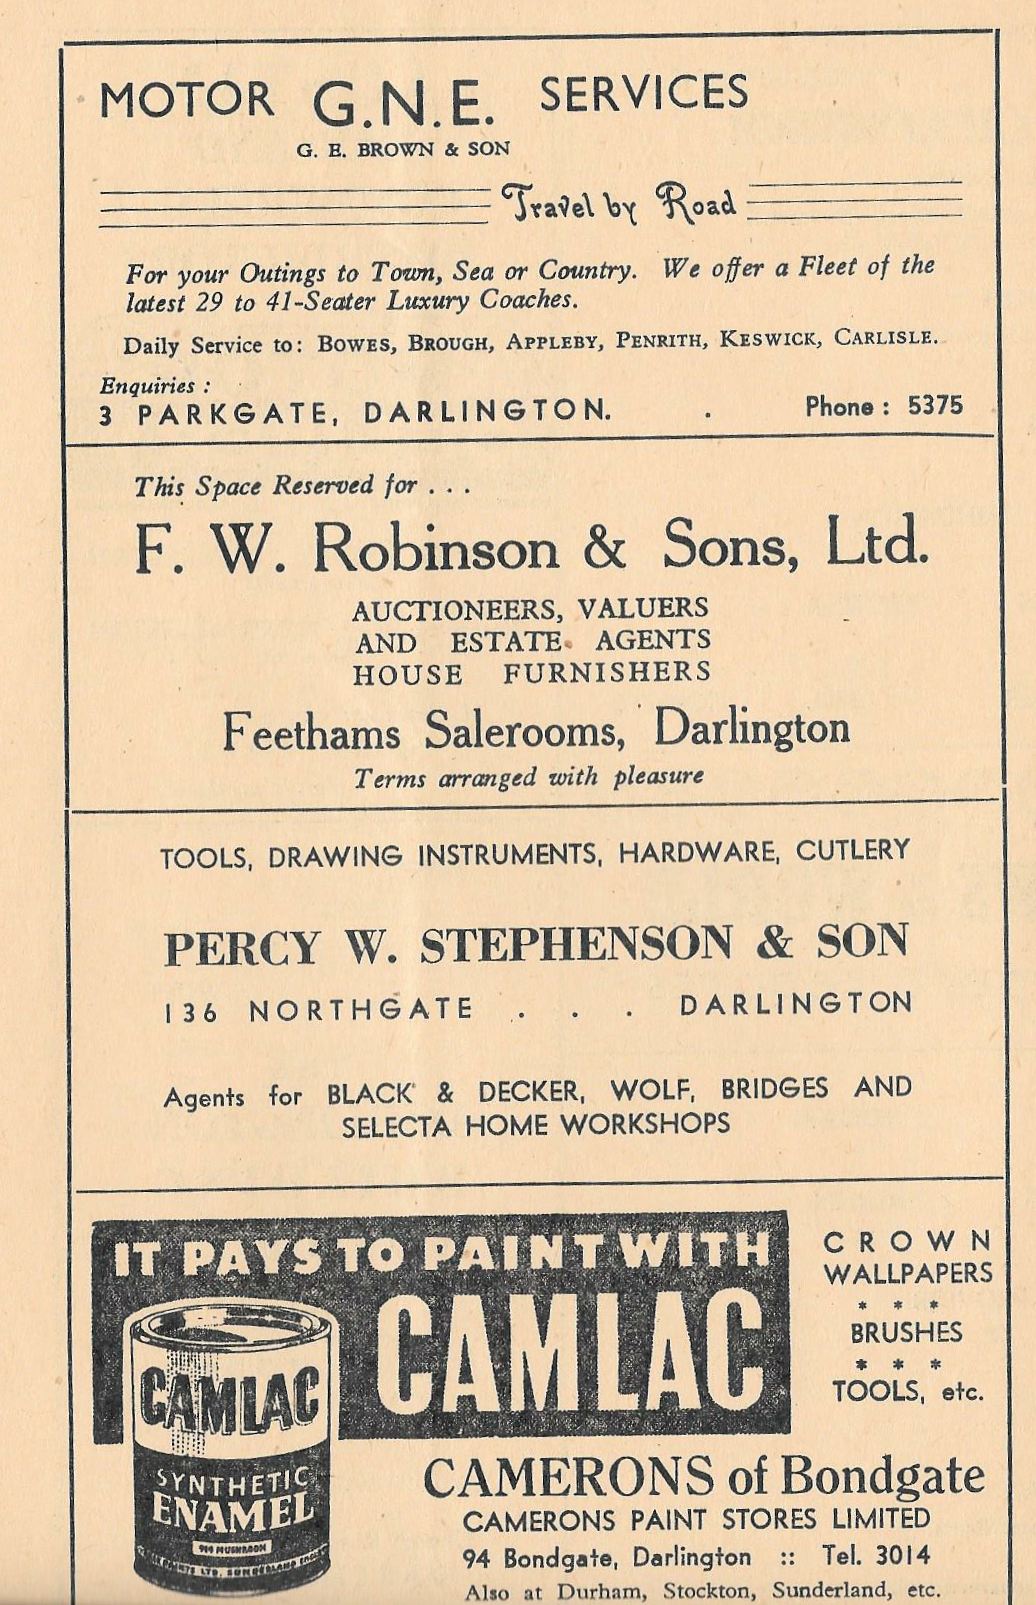 MOTOR G.N.E. SERVICES
G. E. BROWN & SON
Travel by Road
For your Outings to Town, Sea or Country. We offer a Fleet of the
latest 29 to 41-Seater Luxury Coaches.
Daily Service to: BOWES, BROUGH, APPLEBY, PENRITH, KESWICK, CARLISLE.
Enquiries :
3 PARKGATE, DARLINGTON. . Phone : 5375
This Space Reserved for . . .
F. W. Robinson & Sons, Ltd.
AUCTIONEERS, VALUERS
AND ESTATE AGENTS
HOUSE FURNISHERS
Feethams Salerooms, Darlington
Terms arranged with pleasure
TOOLS, DRAWING INSTRUMENTS, HARDWARE, CUTLERY
PERCY W. STEPHENSON & SON
136 NORTHGATE . . . DARLINGTON
Agents for BLACK & DECKER, WOLF, BRIDGES AND
SELECTA HOME WORKSHOPS
IT PAYS TO PAINT WITH
CAMLAC
CAMLAC
SYNTHETIC
ENAMEL
MUSHROOM
PAINTS LTD, SUNDERLAND
CROWN
WALLPAPERS
* * *
BRUSHES
* * *
TOOLS, etc.
CAMERONS of Bondgate
CAMERONS PAINT STORES LIMITED
94 Bondgate, Darlington :: Tel. 3014
Also at Durham, Stockton, Sunderland, etc.